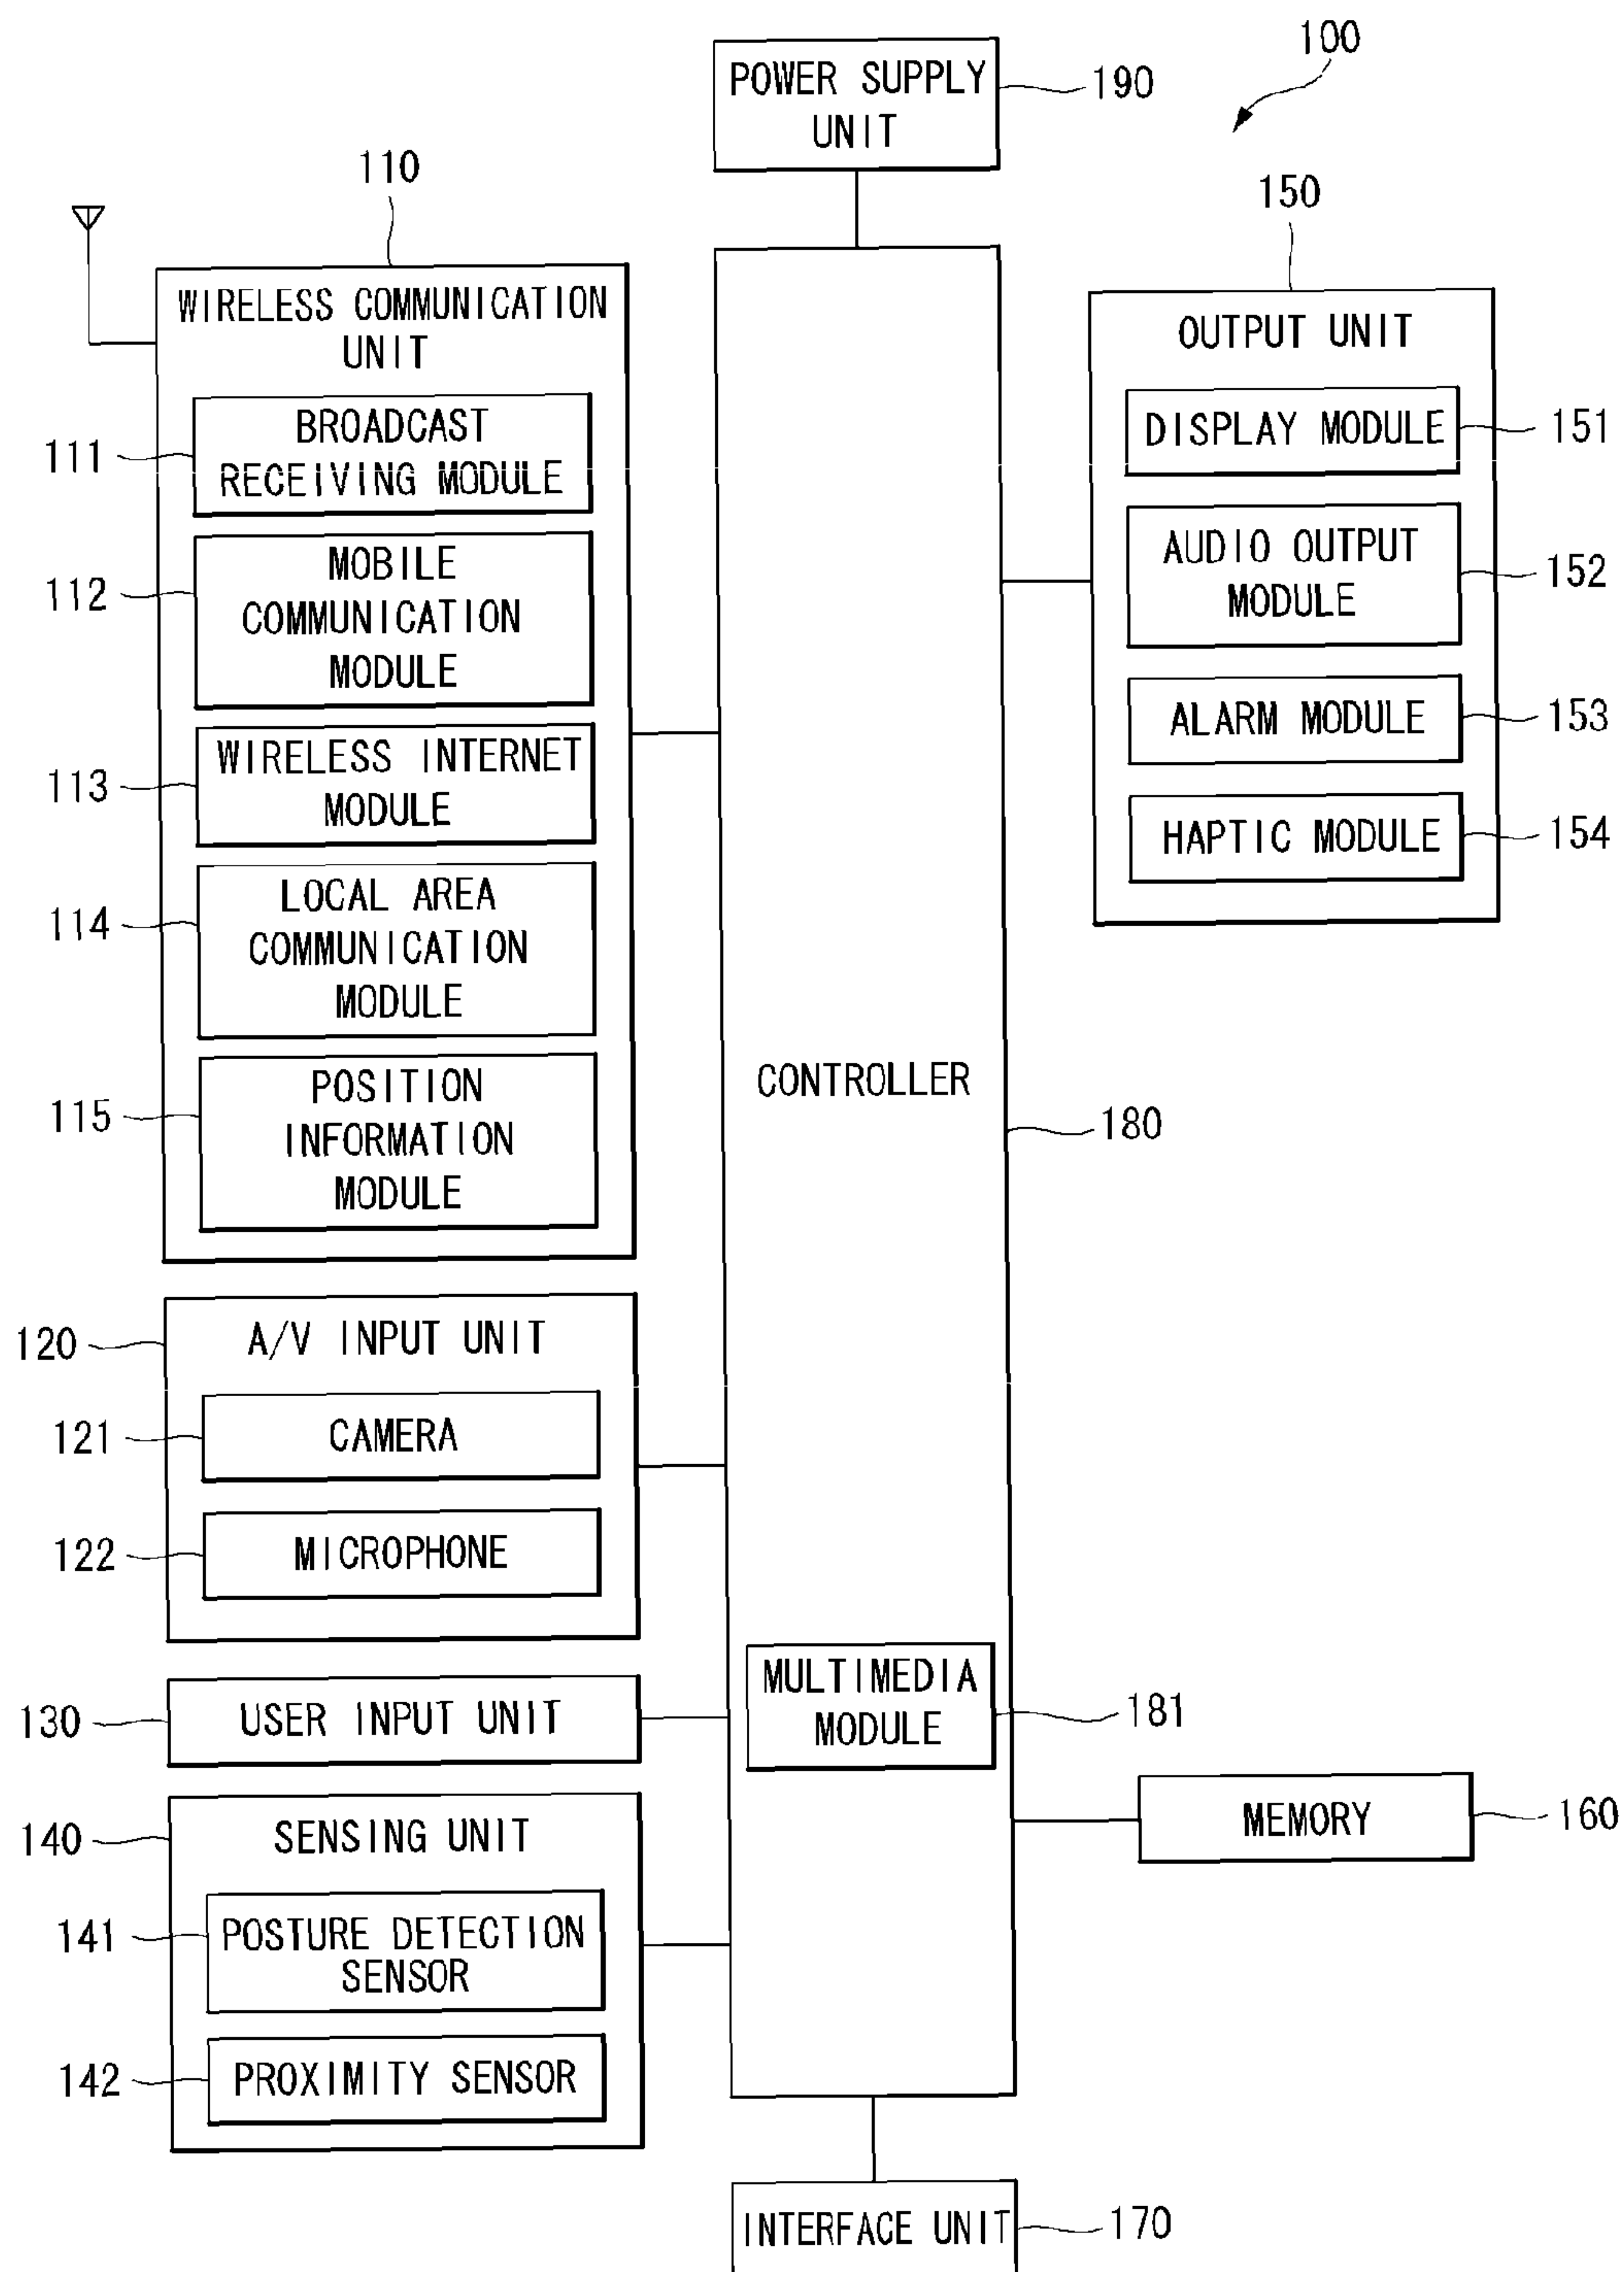 100
POWER SUPPLY
UNIT
190
110
150
WIRELESS COMMUNICATION
UNIT
111
BROADCAST
RECEIVING MODULE
112
MOBILE
COMMUNICATION
MODULE
113
WIRELESS INTERNET
MODULE
114
LOCAL AREA
COMMUNICATION
MODULE
115
POSITION
INFORMATION
MODULE
OUTPUT UNIT
DISPLAY MODULE
151
AUDIO OUTPUT
MODULE
152
ALARM MODULE
153
HAPTIC MODULE
154
CONTROLLER
180
120
A/V INPUT UNIT
121
CAMERA
122
MICROPHONE
130
USER INPUT UNIT
MULTIMEDIA
MODULE
181
140
SENSING UNIT
141
POSTURE DETECTION
SENSOR
142
PROXIMITY SENSOR
MEMORY
160
INTERFACE UNIT
170